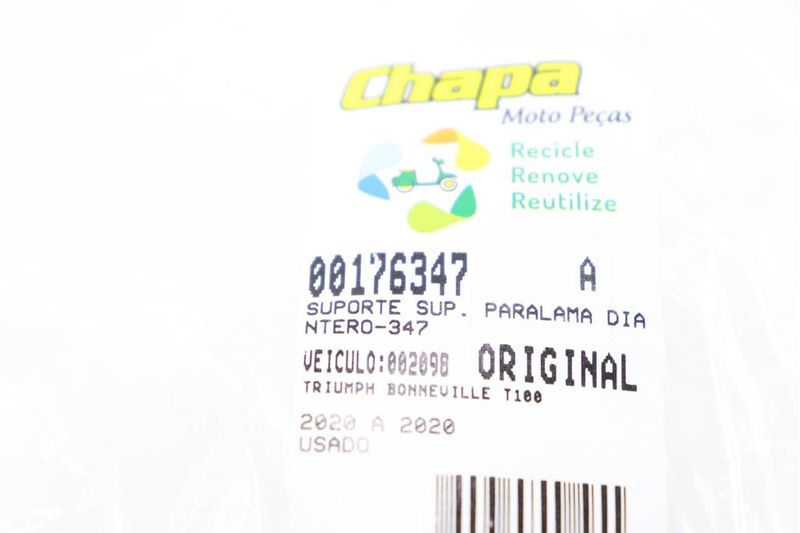 Chapa
Moto Peças
Recicle
Renove
Reutilize
00176347 A
SUPORTE SUP. PARALAMA DIA
NTERO-347
VEICULO:002098 ORIGINAL
TRIUMPH BONNEVILLE T100
2020 A 2020
USADO